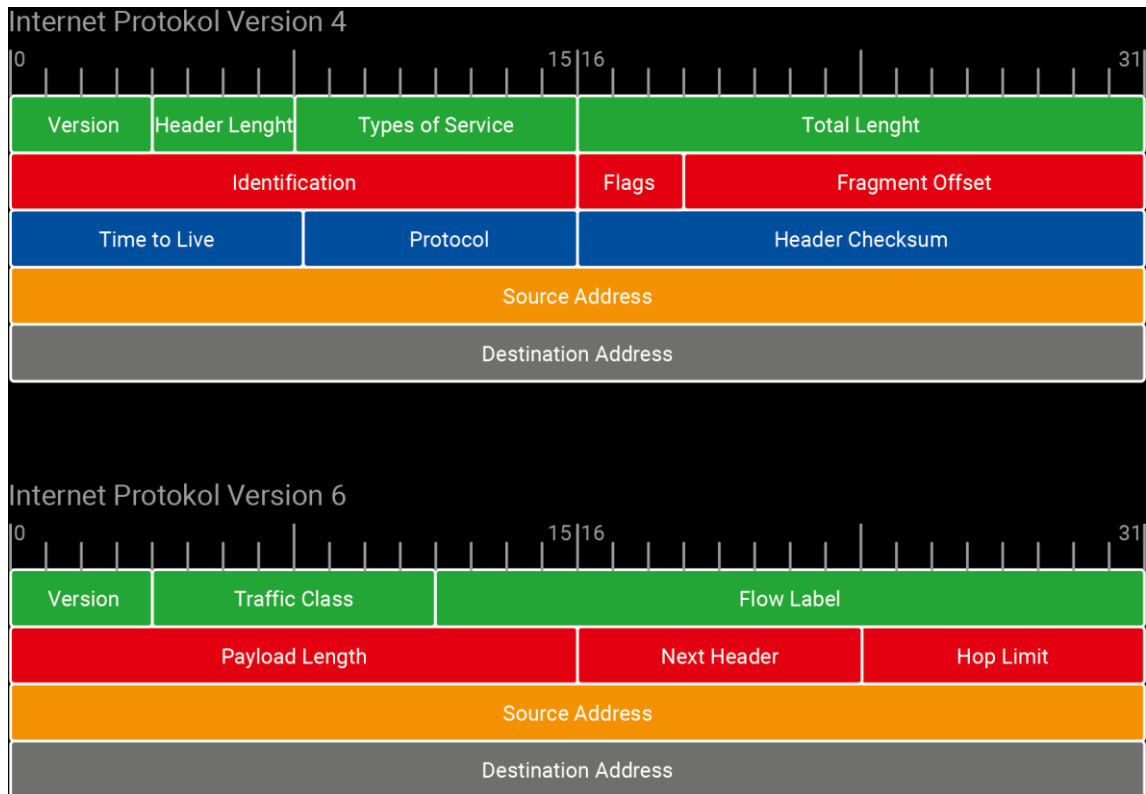 Internet Protokol Version 4
0 15 16 31
Version Header Lenght Types of Service Total Lenght
Identification Flags Fragment Offset
Time to Live Protocol Header Checksum
Source Address
Destination Address
Internet Protokol Version 6
0 15 16 31
Version Traffic Class Flow Label
Payload Length Next Header Hop Limit
Source Address
Destination Address